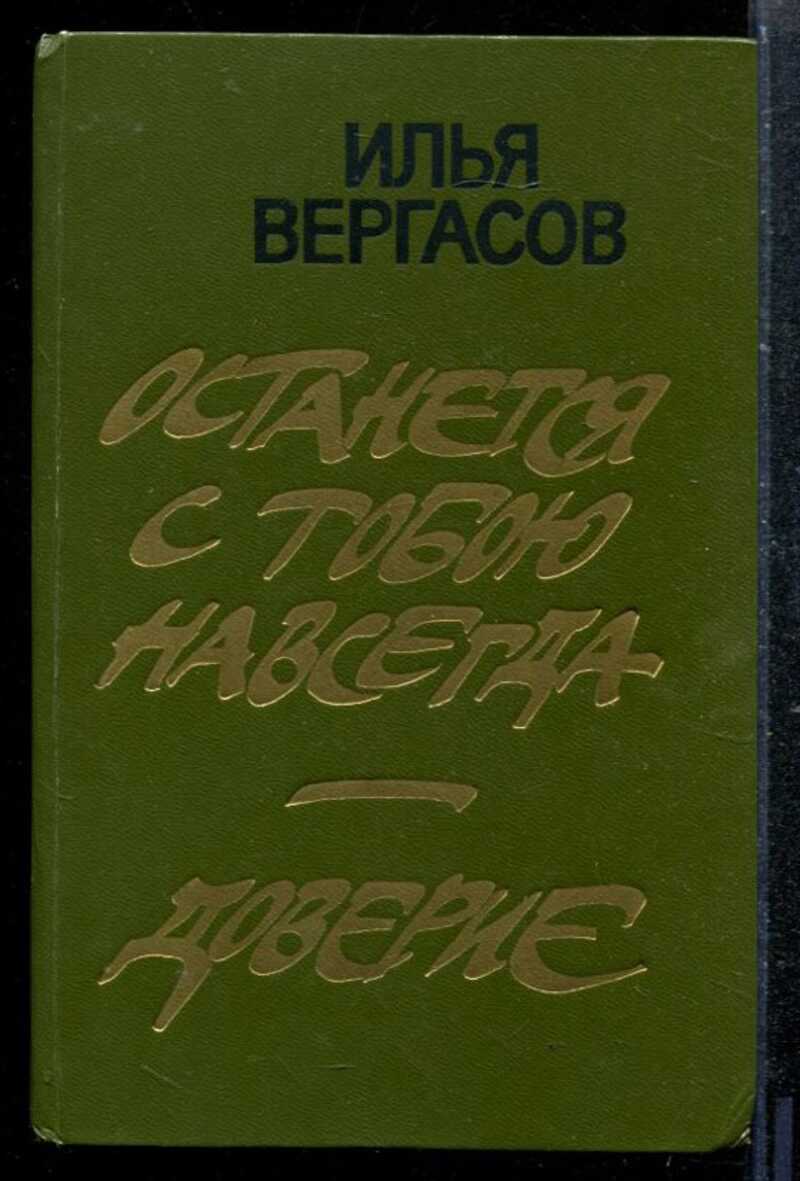 ИЛЬЯ
ВЕРГАСОВ
ОСТАНЕТСЯ
С ТОБОЮ
НАВСЕГДА
—
ДОВЕРИЕ